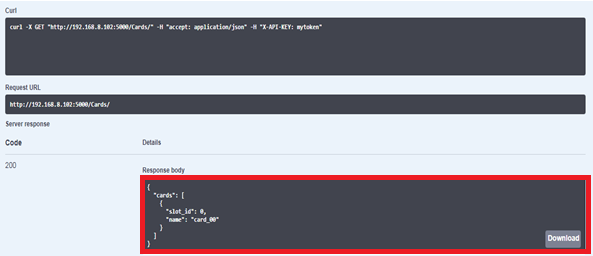 Curl
curl -X GET "http://192.168.8.102:5000/Cards/" -H "accept: application/json" -H "X-API-KEY: mytoken"
Request URL
http://192.168.8.102:5000/Cards/
Server response
Code Details
200
Response body
{
"cards": [
{
"slot_id": 0,
"name": "card_00"
}
]
}
Download